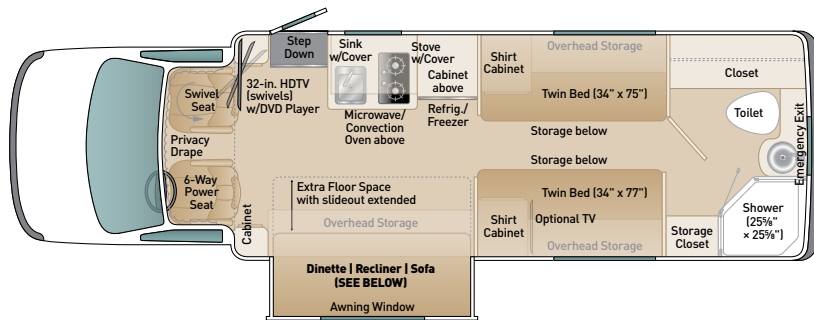 Swivel
Seat
Privacy
Drape
6-Way
Power
Seat
Cabinet
32-in. HDTV
(swivels)
w/DVD Player
Step
Down
Sink
w/Cover
Stove
w/Cover
Microwave/
Convection
Oven above
Cabinet
above
Refrig./
Freezer
Shirt
Cabinet
Overhead Storage
Twin Bed (34" x 75")
Storage below
Closet
Toilet
Emergency Exit
Extra Floor Space
with slideout extended
Overhead Storage
Dinette | Recliner | Sofa
(SEE BELOW)
Awning Window
Storage below
Twin Bed (34" x 77")
Shirt
Cabinet
Optional TV
Overhead Storage
Storage
Closet
Shower
(25⅝"
× 25⅝")